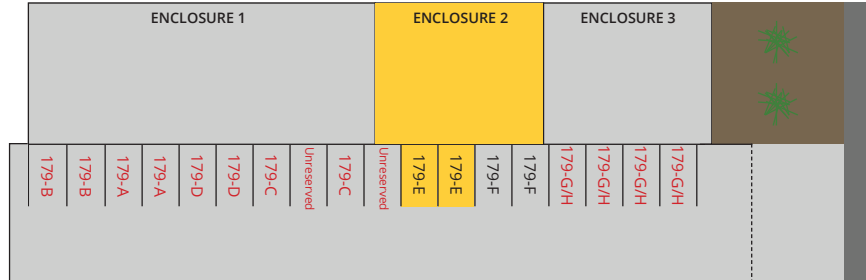 ENCLOSURE 1
ENCLOSURE 2
ENCLOSURE 3
179-B
179-B
179-A
179-A
179-D
179-D
179-C
Unreserved
179-C
Unreserved
179-E
179-E
179-F
179-F
179-G/H
179-G/H
179-G/H
179-G/H